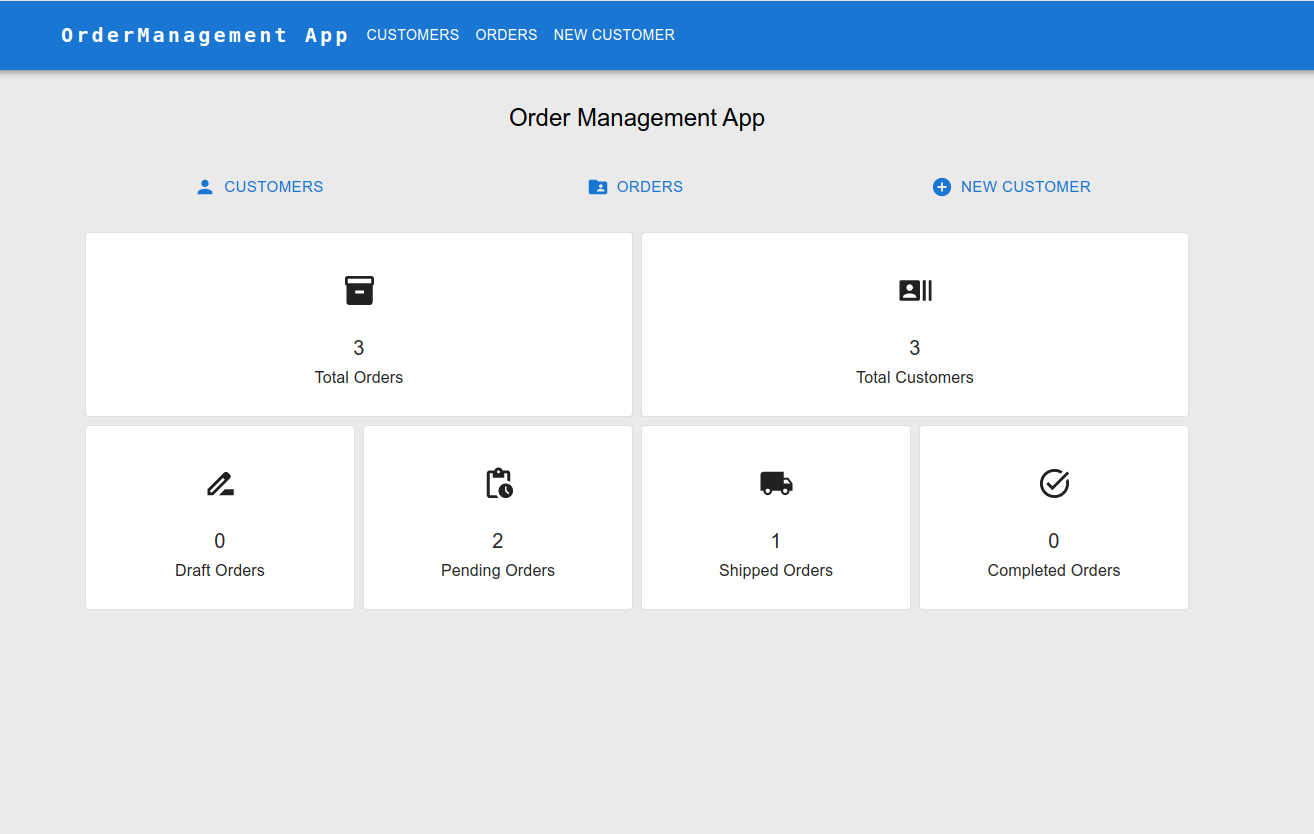 OrderManagement App CUSTOMERS ORDERS NEW CUSTOMER
Order Management App
CUSTOMERS ORDERS NEW CUSTOMER
3 3
Total Orders Total Customers
0 2 1 0
Draft Orders Pending Orders Shipped Orders Completed Orders